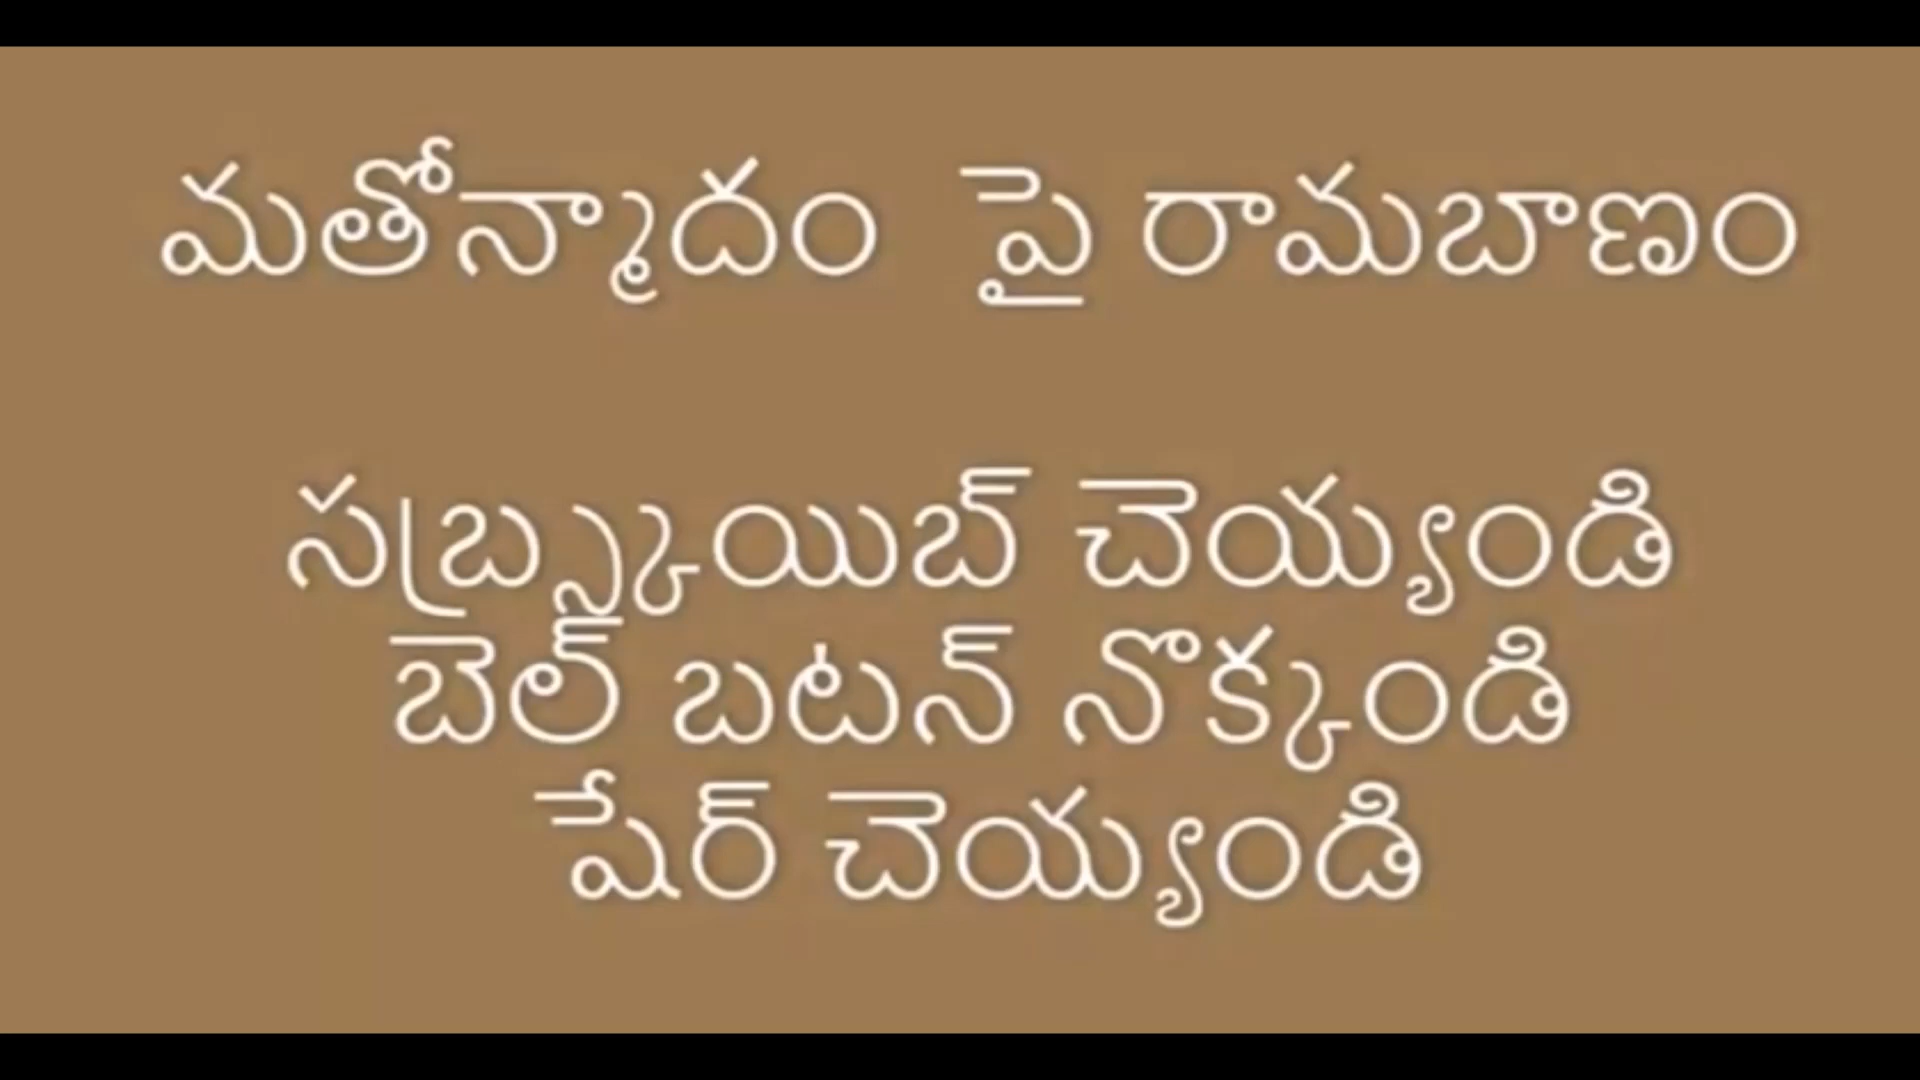 మతోన్మాదం పై రామబాణం
సబ్స్క్రయిబ్ చెయ్యండి
బెల్ బటన్ నొక్కండి
షేర్ చెయ్యండి